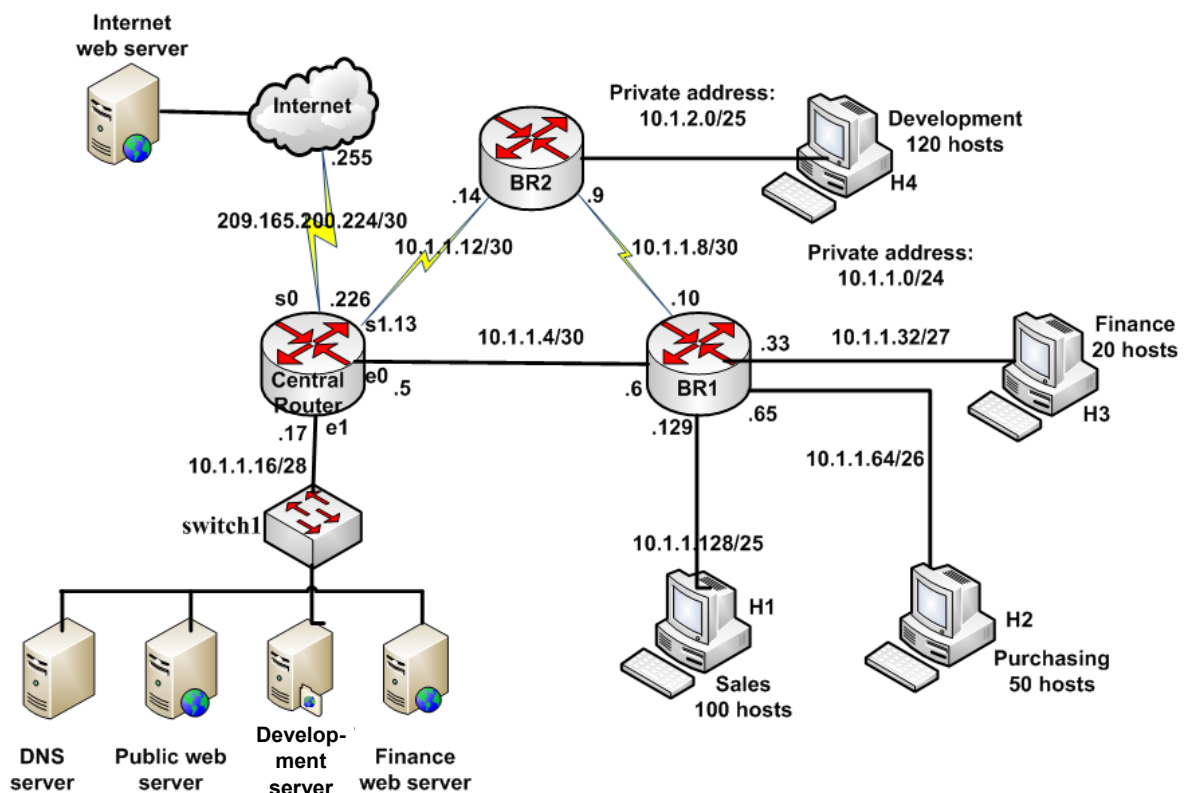 Internet
web server
Internet
.255
209.165.200.224/30
s0
.226
s1
.13
Central
Router
e0
.5
.17
e1
10.1.1.16/28
switch1
DNS
server
Public web
server
Develop-
ment
server
Finance
web server
BR2
.14
.9
10.1.1.12/30
10.1.1.8/30
Private address:
10.1.2.0/25
Development
120 hosts
H4
Private address:
10.1.1.0/24
.10
10.1.1.4/30
.6
BR1
.33
.65
.129
10.1.1.32/27
Finance
20 hosts
H3
10.1.1.64/26
10.1.1.128/25
H1
Sales
100 hosts
H2
Purchasing
50 hosts